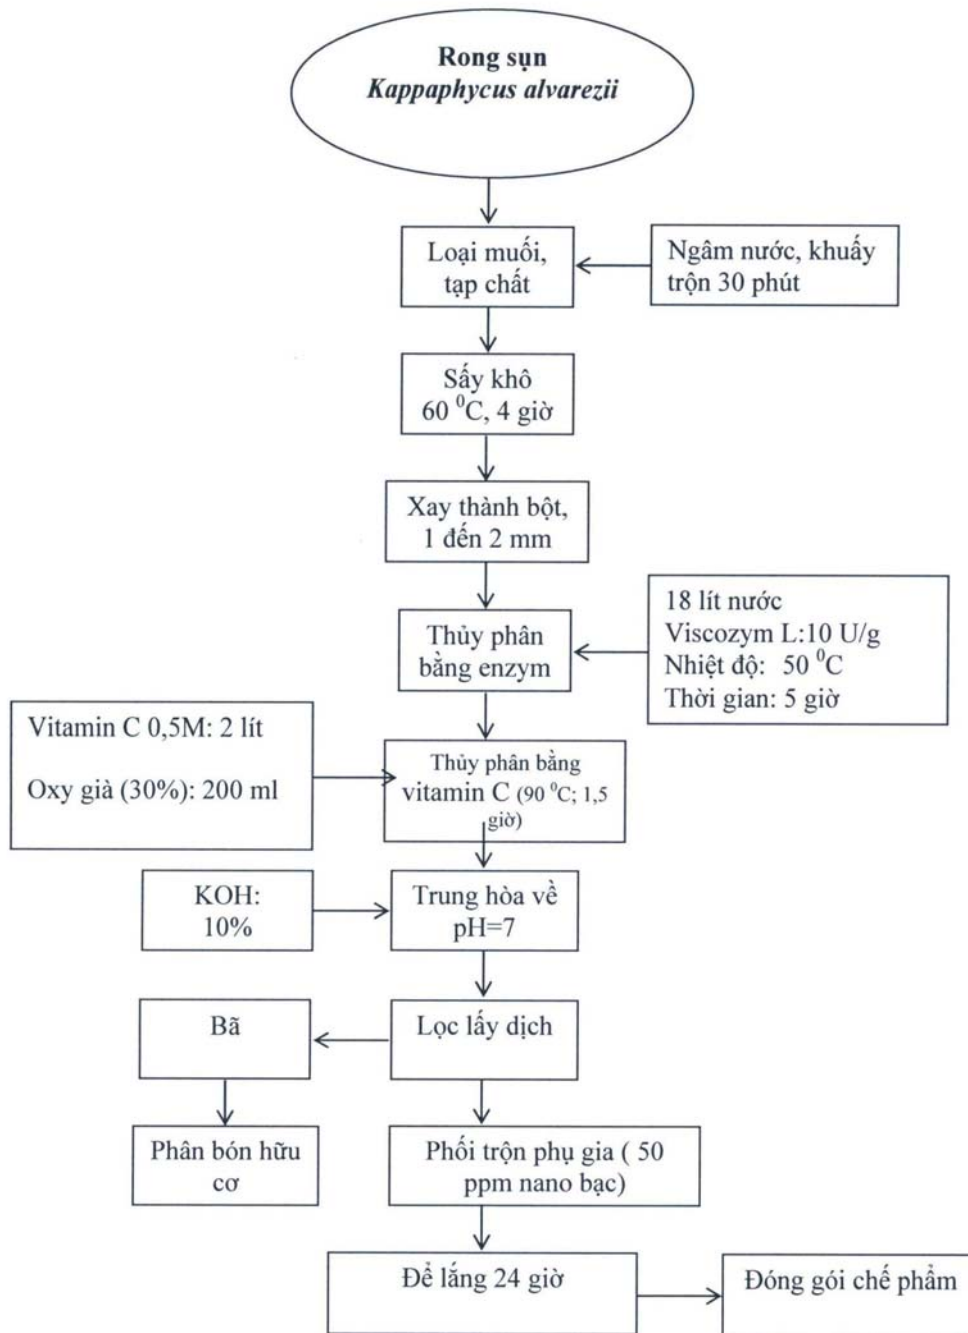 Rong sụn
Kappaphycus alvarezii
Loại muối,
tạp chất
Ngâm nước, khuấy
trộn 30 phút
Sấy khô
60 ⁰C, 4 giờ
Xay thành bột,
1 đến 2 mm
Thủy phân
bằng enzym
18 lít nước
Viscozym L:10 U/g
Nhiệt độ: 50 ⁰C
Thời gian: 5 giờ
Vitamin C 0,5M: 2 lít
Oxy già (30%): 200 ml
Thủy phân bằng
vitamin C (90 ⁰C; 1,5
giờ)
KOH:
10%
Trung hòa về
pH=7
Lọc lấy dịch
Bã
Phân bón hữu
cơ
Phối trộn phụ gia ( 50
ppm nano bạc)
Để lắng 24 giờ
Đóng gói chế phẩm